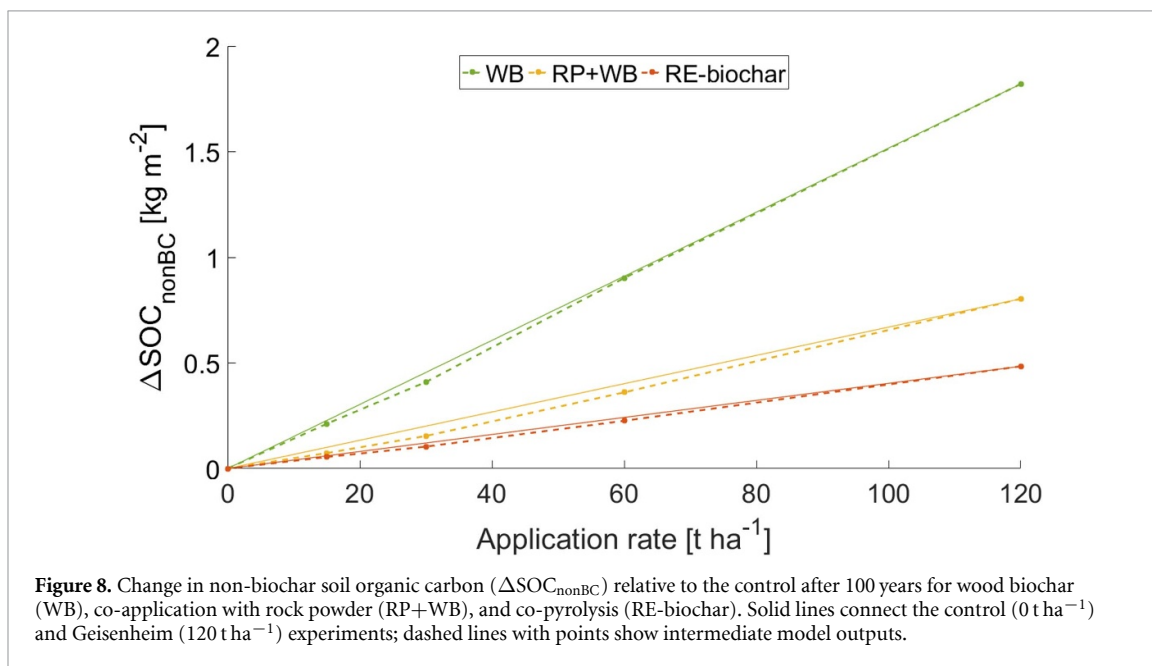 2
WB RP+WB RE-biochar
1.5
1
0.5
0
ΔSOC_nonBC [kg m⁻²]
0 20 40 60 80 100 120
Application rate [t ha⁻¹]
Figure 8. Change in non-biochar soil organic carbon (ΔSOC_nonBC) relative to the control after 100 years for wood biochar
(WB), co-application with rock powder (RP+WB), and co-pyrolysis (RE-biochar). Solid lines connect the control (0 t ha⁻¹)
and Geisenheim (120 t ha⁻¹) experiments; dashed lines with points show intermediate model outputs.